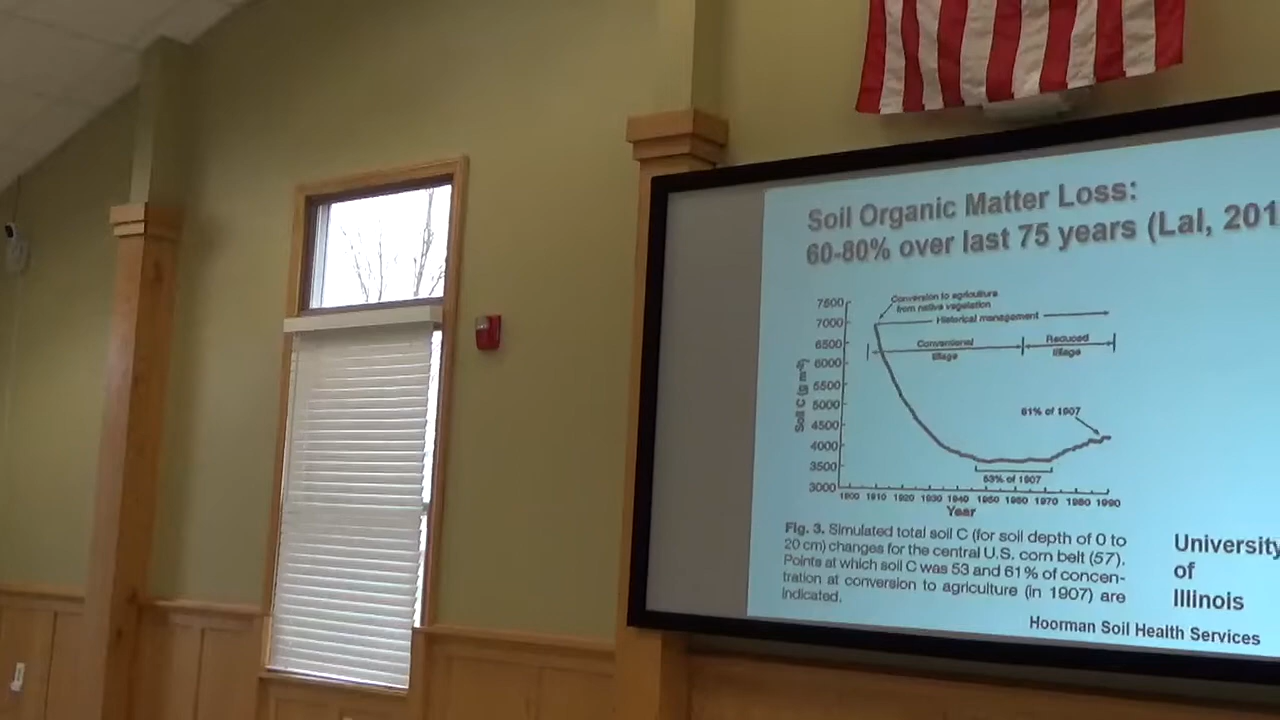 Soil Organic Matter Loss:
60-80% over last 75 years (Lal, 201
Conversion to agriculture
from native vegetation
Historical management
Conventional
tillage
Reduced
tillage
Soil C (g m⁻²)
7500
7000
6500
6000
5500
5000
4500
4000
3500
3000
61% of 1907
53% of 1907
1900 1910 1920 1930 1940 1950 1960 1970 1980 1990
Year
Fig. 3. Simulated total soil C (for soil depth of 0 to
20 cm) changes for the central U.S. corn belt (57).
Points at which soil C was 53 and 61% of concen-
tration at conversion to agriculture (in 1907) are
indicated.
University
of
Illinois
Hoorman Soil Health Services